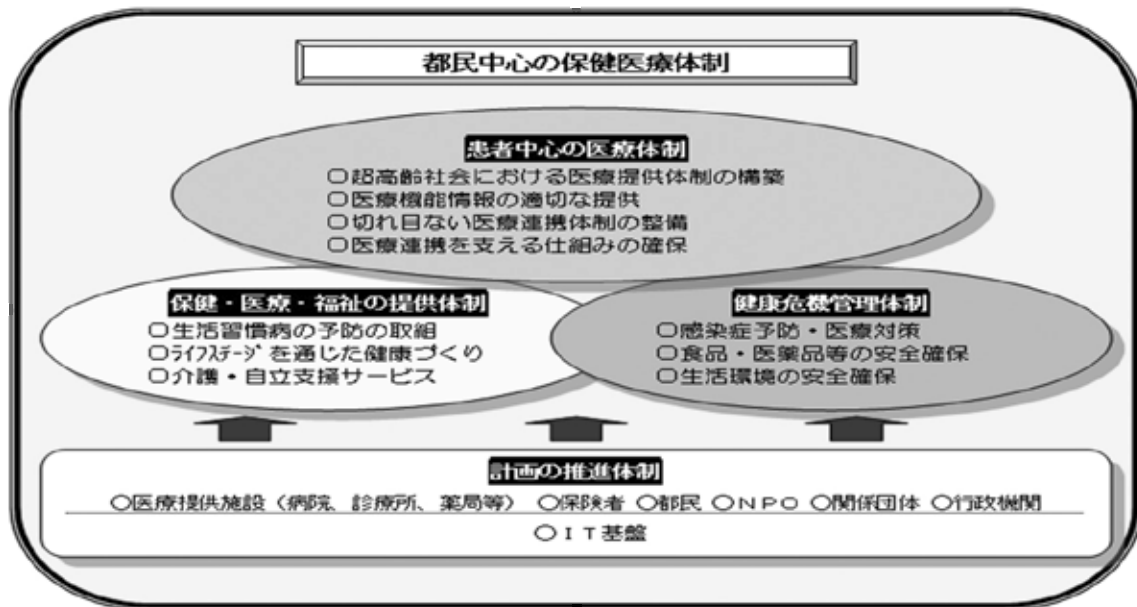 都民中心の保健医療体制
患者中心の医療体制
○超高齢社会における医療提供体制の構築
○医療機能情報の適切な提供
○切れ目ない医療連携体制の整備
○医療連携を支える仕組みの確保
保健・医療・福祉の提供体制
○生活習慣病の予防の取組
○ﾗｲﾌｽﾃｰｼﾞを通じた健康づくり
○介護・自立支援サービス
健康危機管理体制
○感染症予防・医療対策
○食品・医薬品等の安全確保
○生活環境の安全確保
計画の推進体制
○医療提供施設（病院、診療所、薬局等） ○保険者 ○都民 ○ＮＰＯ ○関係団体 ○行政機関
○ＩＴ基盤